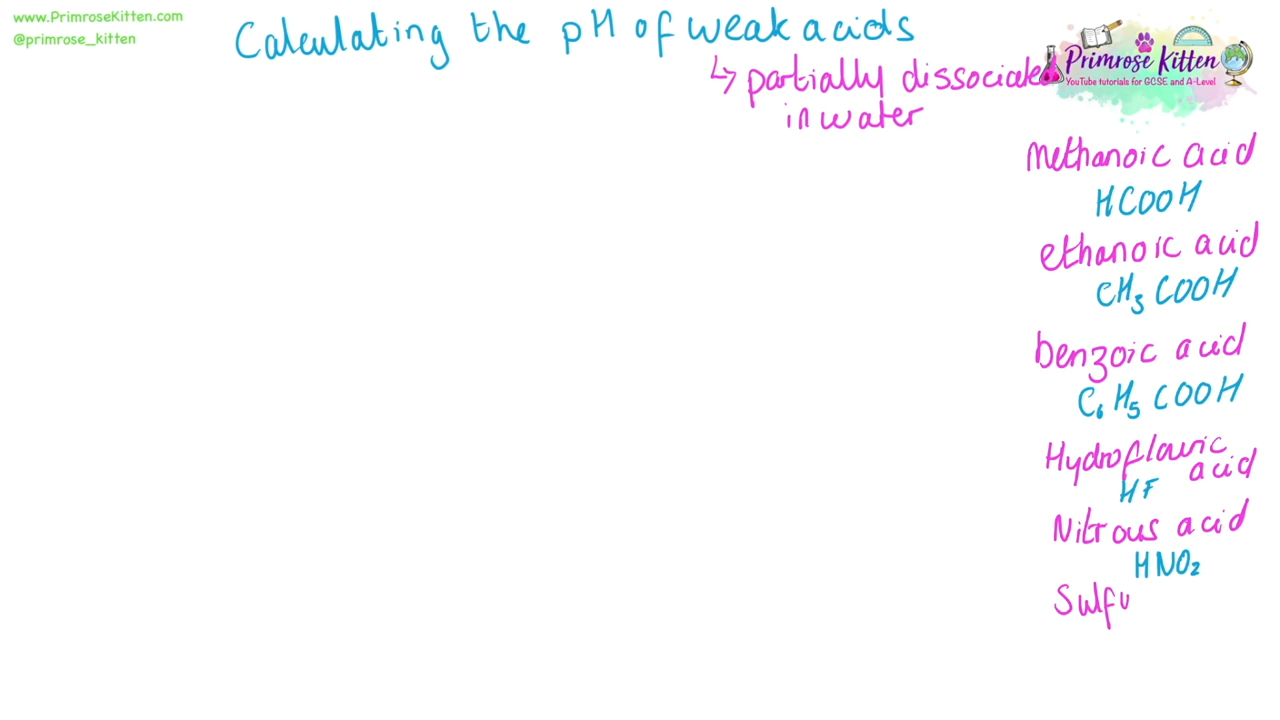 www.PrimroseKitten.com
@primrose_kitten
Calculating the pH of weak acids
↳ partially dissociate
in water
Primrose Kitten
YouTube tutorials for GCSE and A-Level
Methanoic acid
HCOOH
ethanoic acid
CH₃COOH
benzoic acid
C₆H₅COOH
Hydroflouric
acid
HF
Nitrous acid
HNO₂
Sulfu